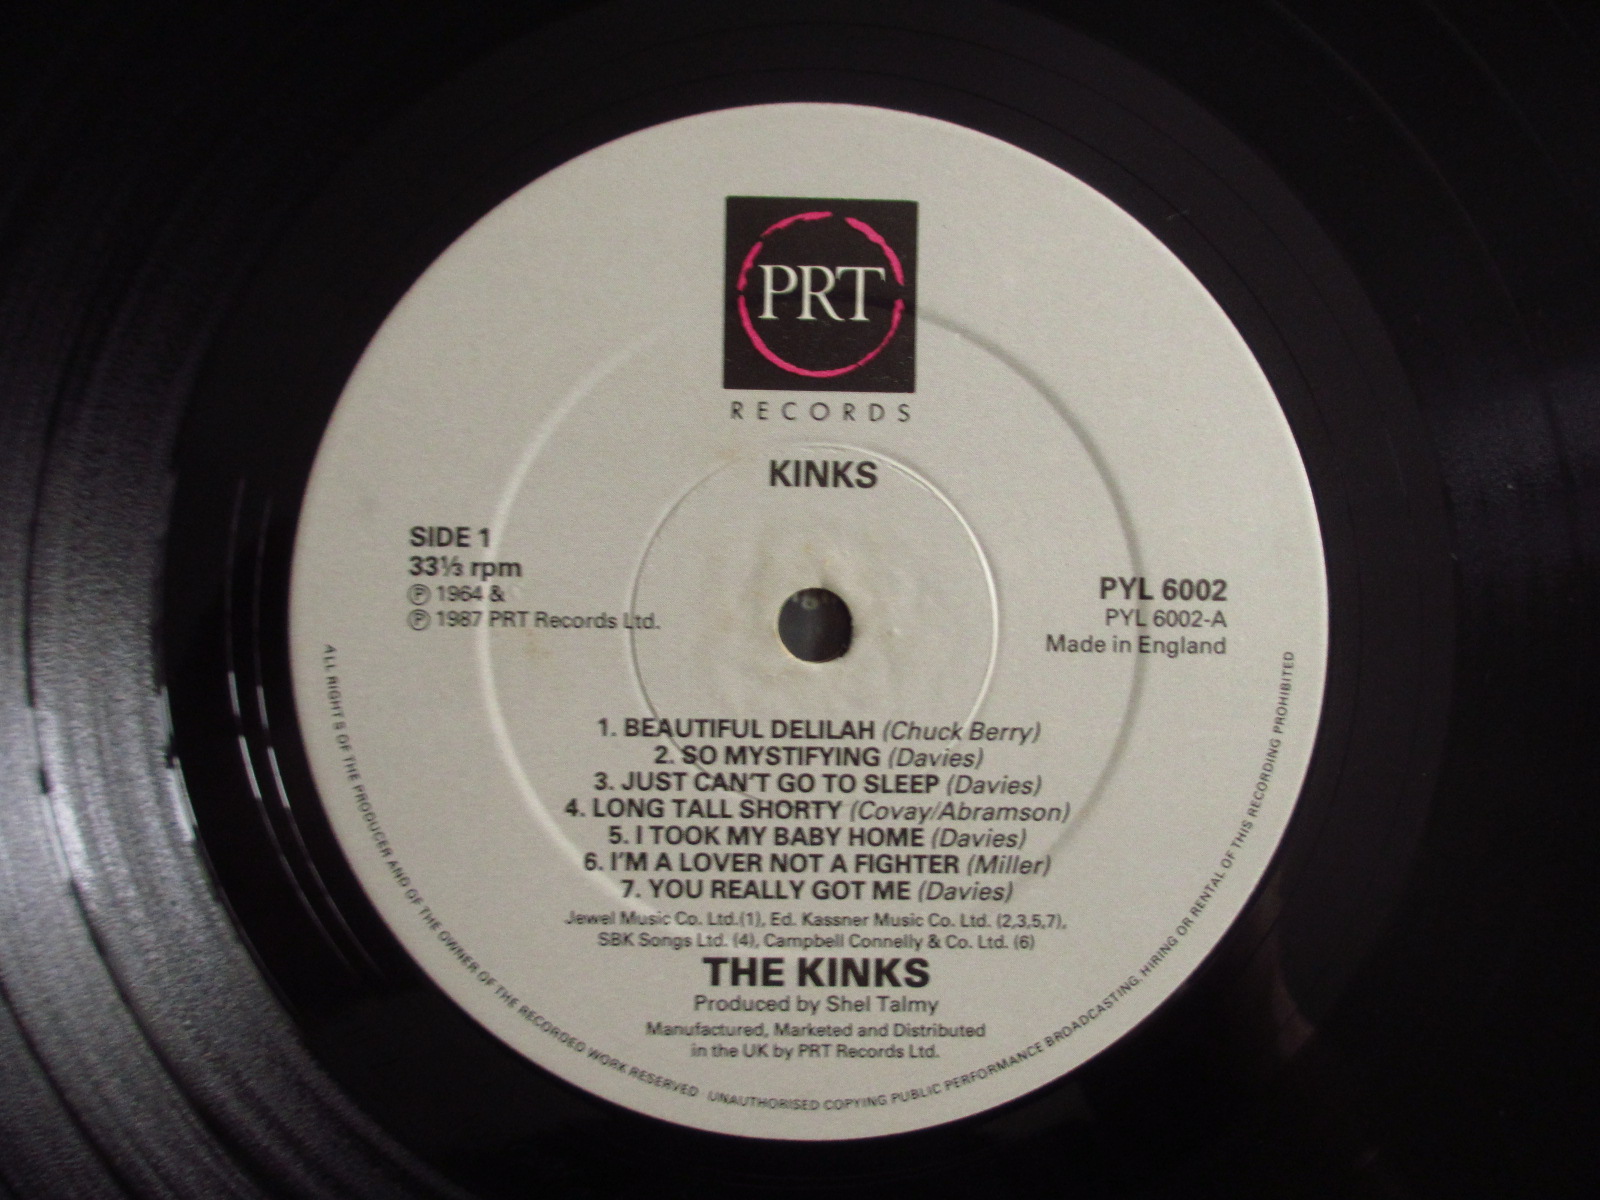 PRT
RECORDS
KINKS
SIDE 1
33⅓ rpm
Ⓟ 1964 &
Ⓟ 1987 PRT Records Ltd.
PYL 6002
PYL 6002-A
Made in England
1. BEAUTIFUL DELILAH (Chuck Berry)
2. SO MYSTIFYING (Davies)
3. JUST CAN'T GO TO SLEEP (Davies)
4. LONG TALL SHORTY (Covay/Abramson)
5. I TOOK MY BABY HOME (Davies)
6. I'M A LOVER NOT A FIGHTER (Miller)
7. YOU REALLY GOT ME (Davies)
Jewel Music Co. Ltd.(1), Ed. Kassner Music Co. Ltd. (2,3,5,7),
SBK Songs Ltd. (4), Campbell Connelly & Co. Ltd. (6)
THE KINKS
Produced by Shel Talmy
Manufactured, Marketed and Distributed
in the UK by PRT Records Ltd.
ALL RIGHTS OF THE PRODUCER AND OF THE OWNER OF THE RECORDED WORK RESERVED · UNAUTHORISED COPYING PUBLIC PERFORMANCE BROADCASTING, HIRING OR RENTAL OF THIS RECORDING PROHIBITED